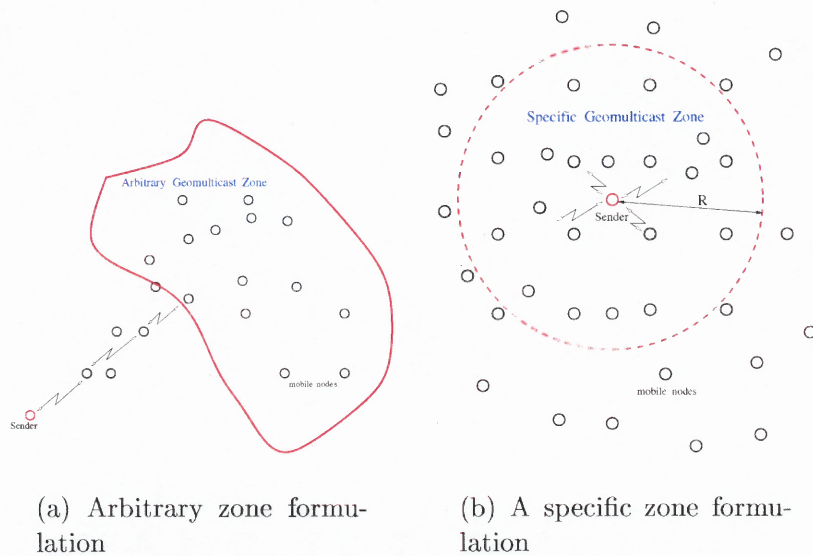 Arbitrary Geomulticast Zone
mobile nodes
Sender
(a) Arbitrary zone formu-
lation
Specific Geomulticast Zone
R
Sender
mobile nodes
(b) A specific zone formu-
lation